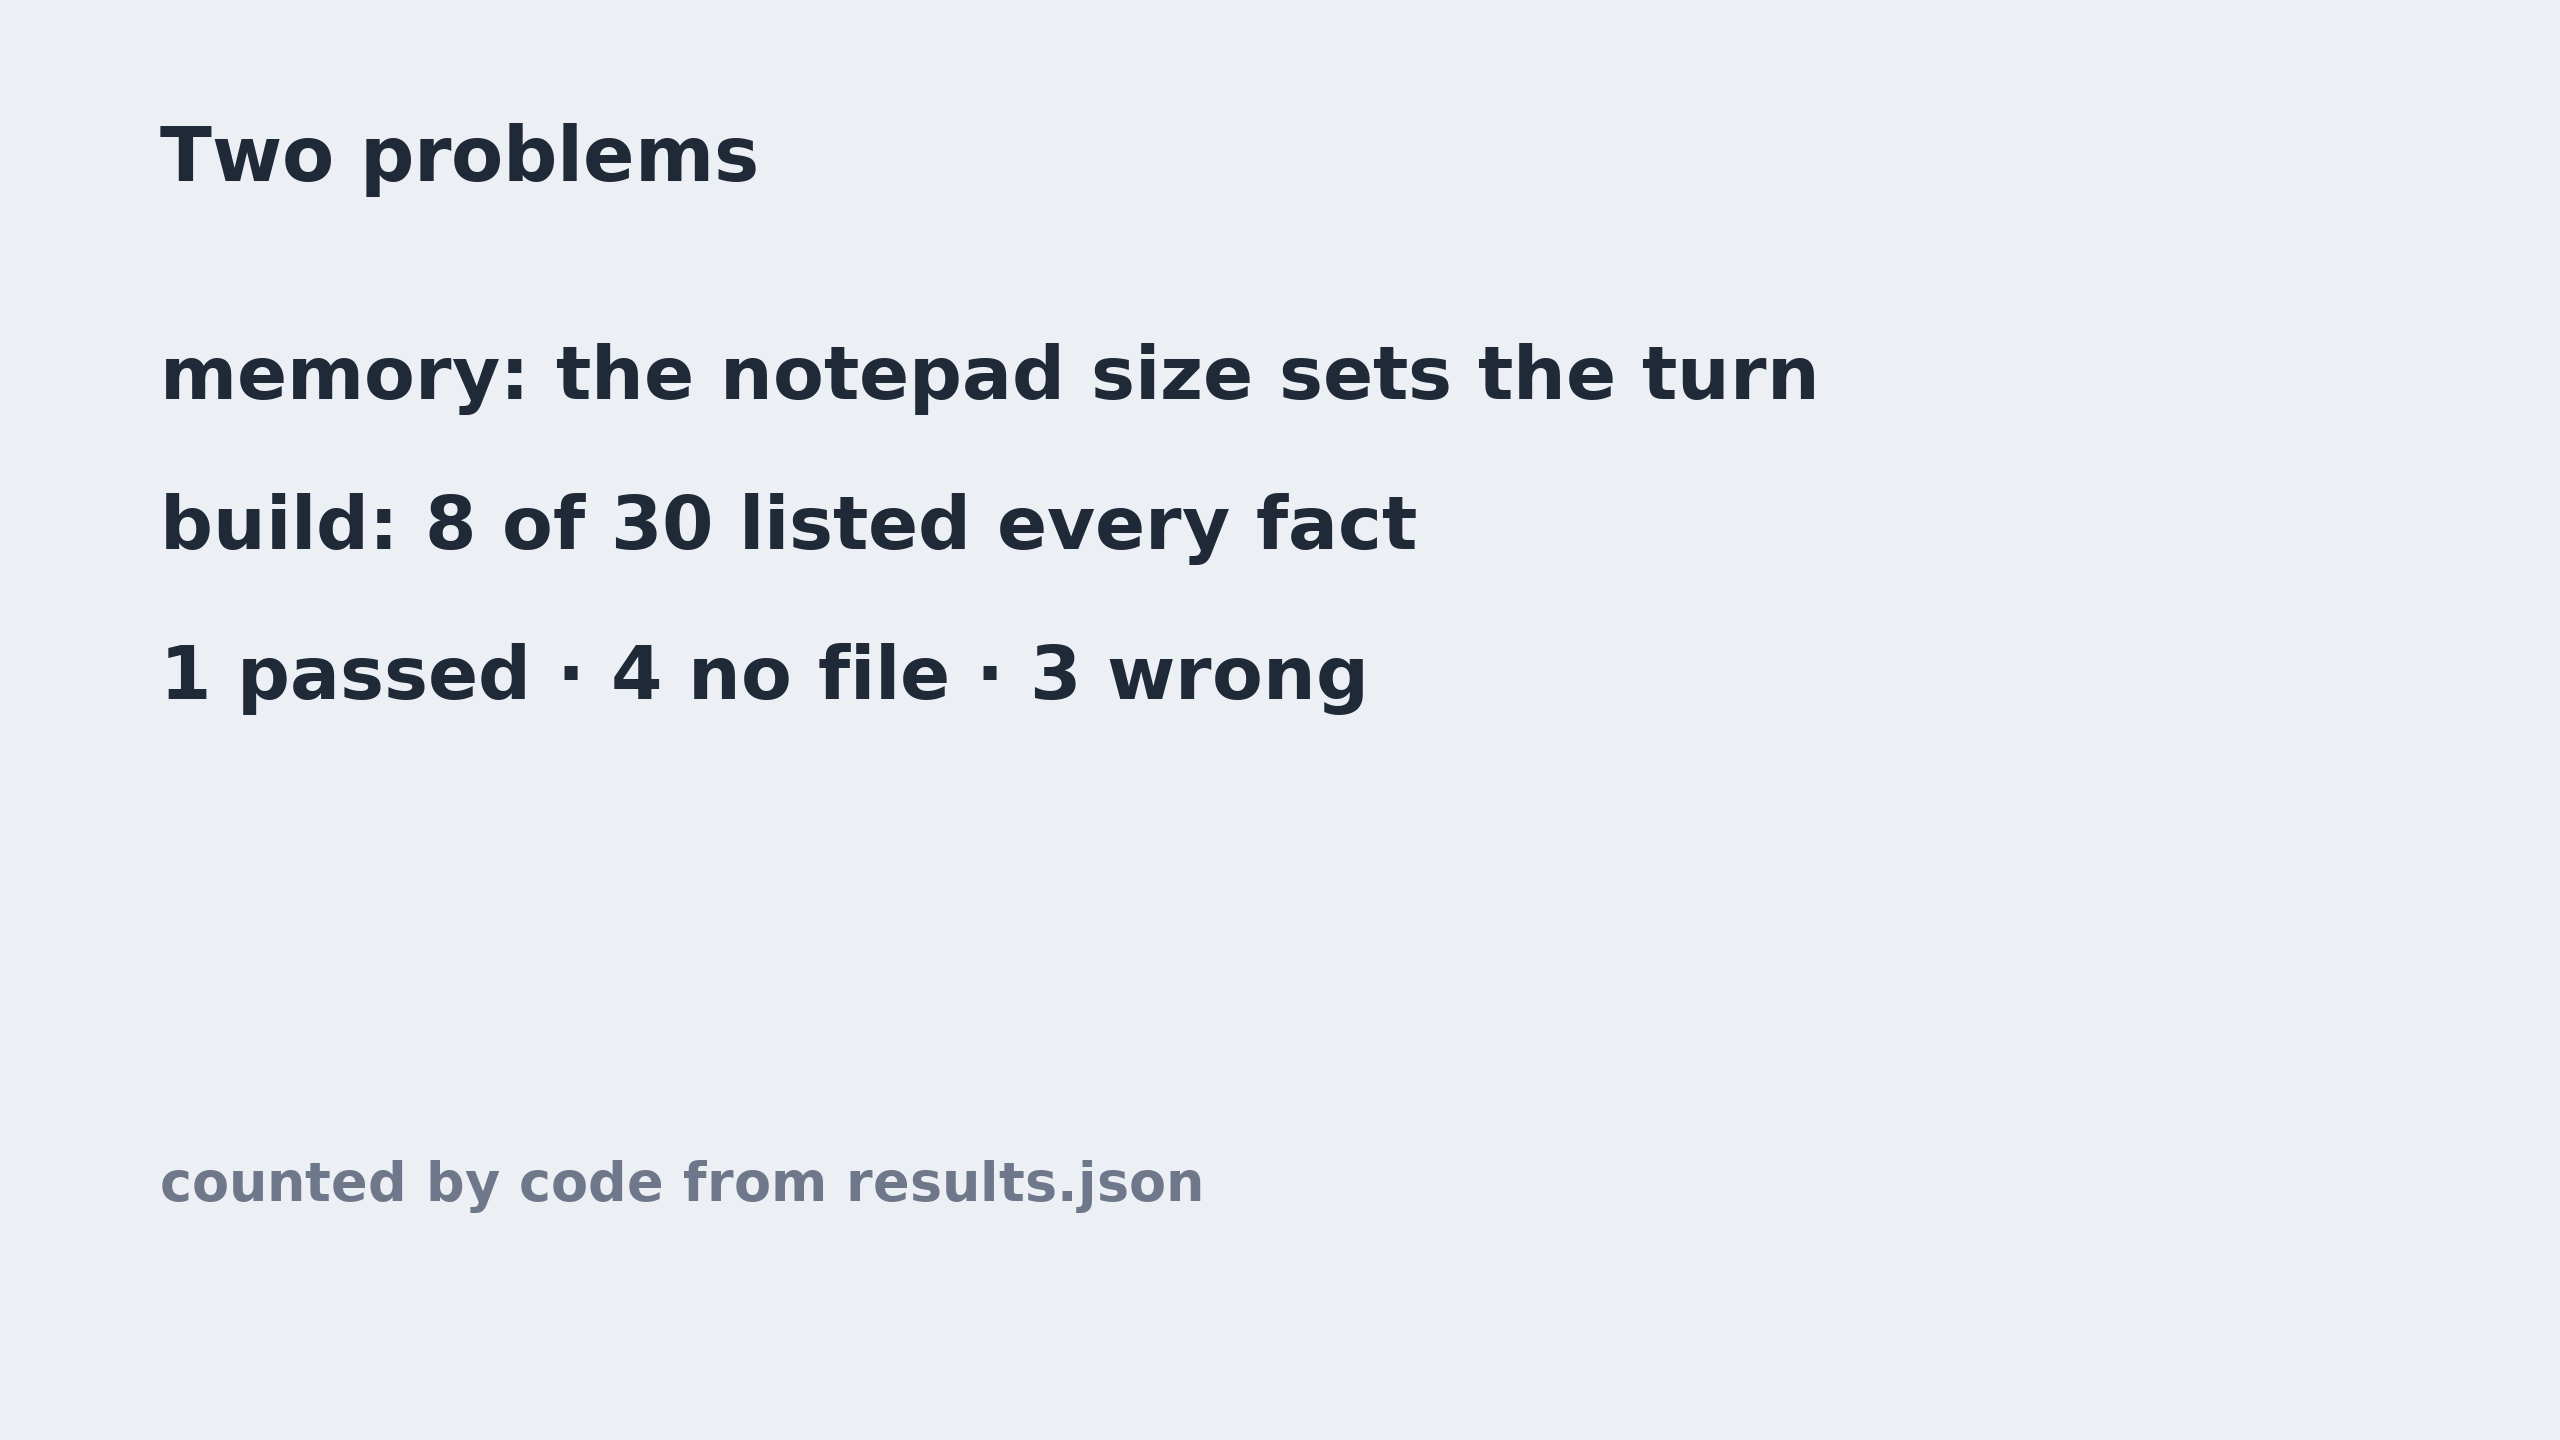 Two problems
memory: the notepad size sets the turn
build: 8 of 30 listed every fact
1 passed · 4 no file · 3 wrong
counted by code from results.json